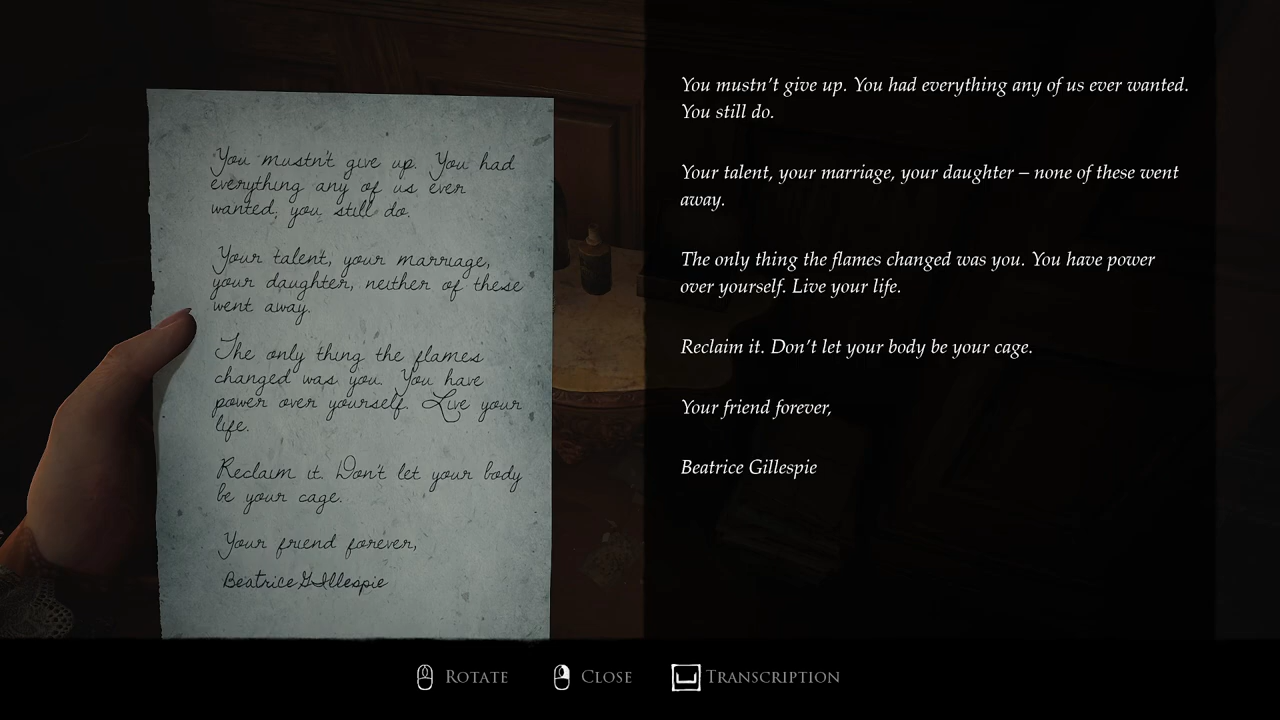 You mustn't give up. You had
everything any of us ever
wanted, you still do.
Your talent, your marriage,
your daughter, neither of these
went away.
The only thing the flames
changed was you. You have
power over yourself. Live your
life.
Reclaim it. Don't let your body
be your cage.
Your friend forever,
Beatrice Gillespie
You mustn't give up. You had everything any of us ever wanted.
You still do.
Your talent, your marriage, your daughter – none of these went
away.
The only thing the flames changed was you. You have power
over yourself. Live your life.
Reclaim it. Don't let your body be your cage.
Your friend forever,
Beatrice Gillespie
Rotate Close Transcription